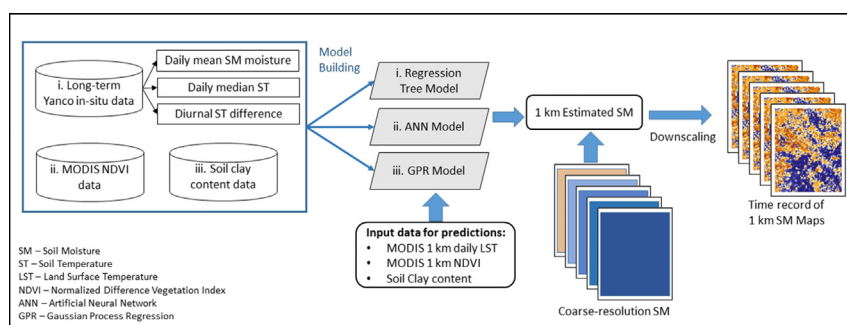 i. Long-term
Yanco in-situ data
Daily mean SM moisture
Daily median ST
Diurnal ST difference
ii. MODIS NDVI
data
iii. Soil clay
content data
Model
Building
i. Regression
Tree Model
ii. ANN Model
iii. GPR Model
Input data for predictions:
• MODIS 1 km daily LST
• MODIS 1 km NDVI
• Soil Clay content
1 km Estimated SM
Coarse-resolution SM
Downscaling
Time record of
1 km SM Maps
SM – Soil Moisture
ST – Soil Temperature
LST – Land Surface Temperature
NDVI – Normalized Difference Vegetation Index
ANN – Artificial Neural Network
GPR – Gaussian Process Regression